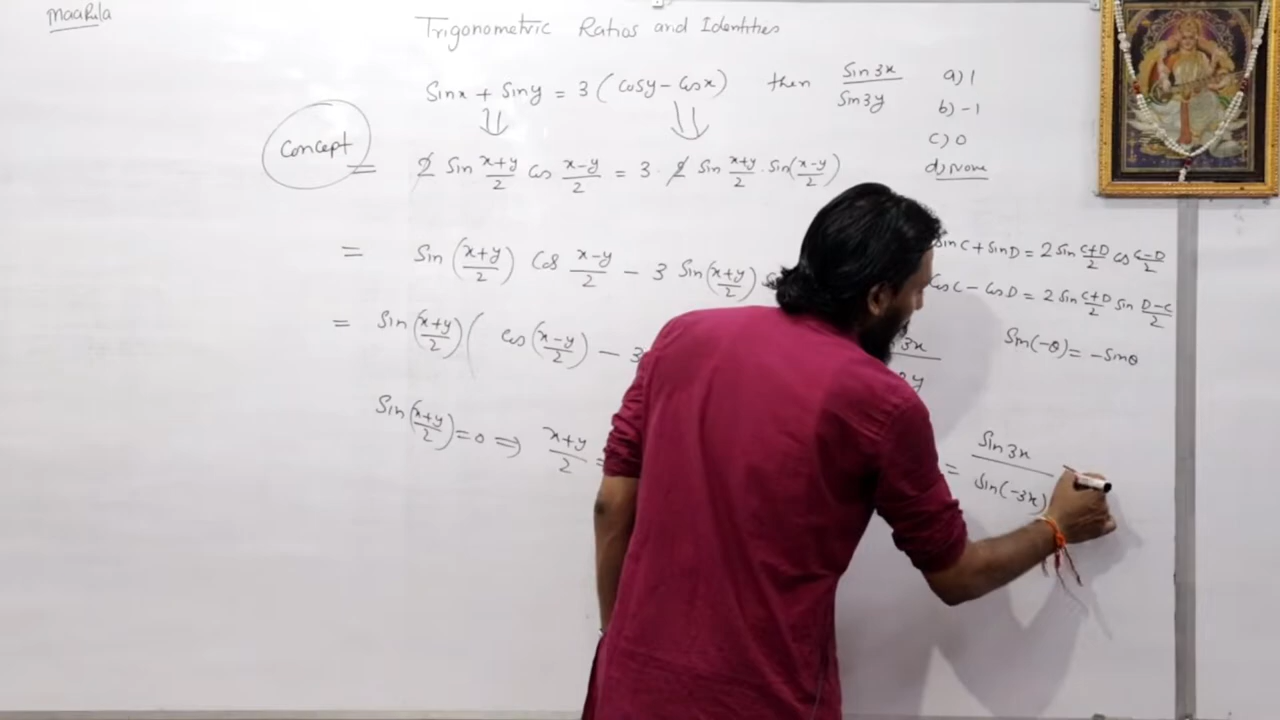 MaaPula
Trigonometric Ratios and Identities
Sinx + Siny = 3 (Cosy - Cosx) then Sin3x / Sin3y
a) 1
b) -1
c) 0
d) None
Concept
= 2 Sin x+y/2 Cos x-y/2 = 3 . 2 Sin x+y/2 . Sin(x-y/2)
SinC + SinD = 2 Sin C+D/2 Cos C-D/2
CosC - CosD = 2 Sin C+D/2 Sin D-C/2
Sin(-θ) = -Sinθ
= Sin (x+y/2) Cos x-y/2 - 3 Sin(x+y/2)
= Sin(x+y/2) ( Cos(x-y/2) - 3
3x
y
Sin(x+y/2) = 0 ⇒ x+y/2 =
= Sin3x / Sin(-3x)